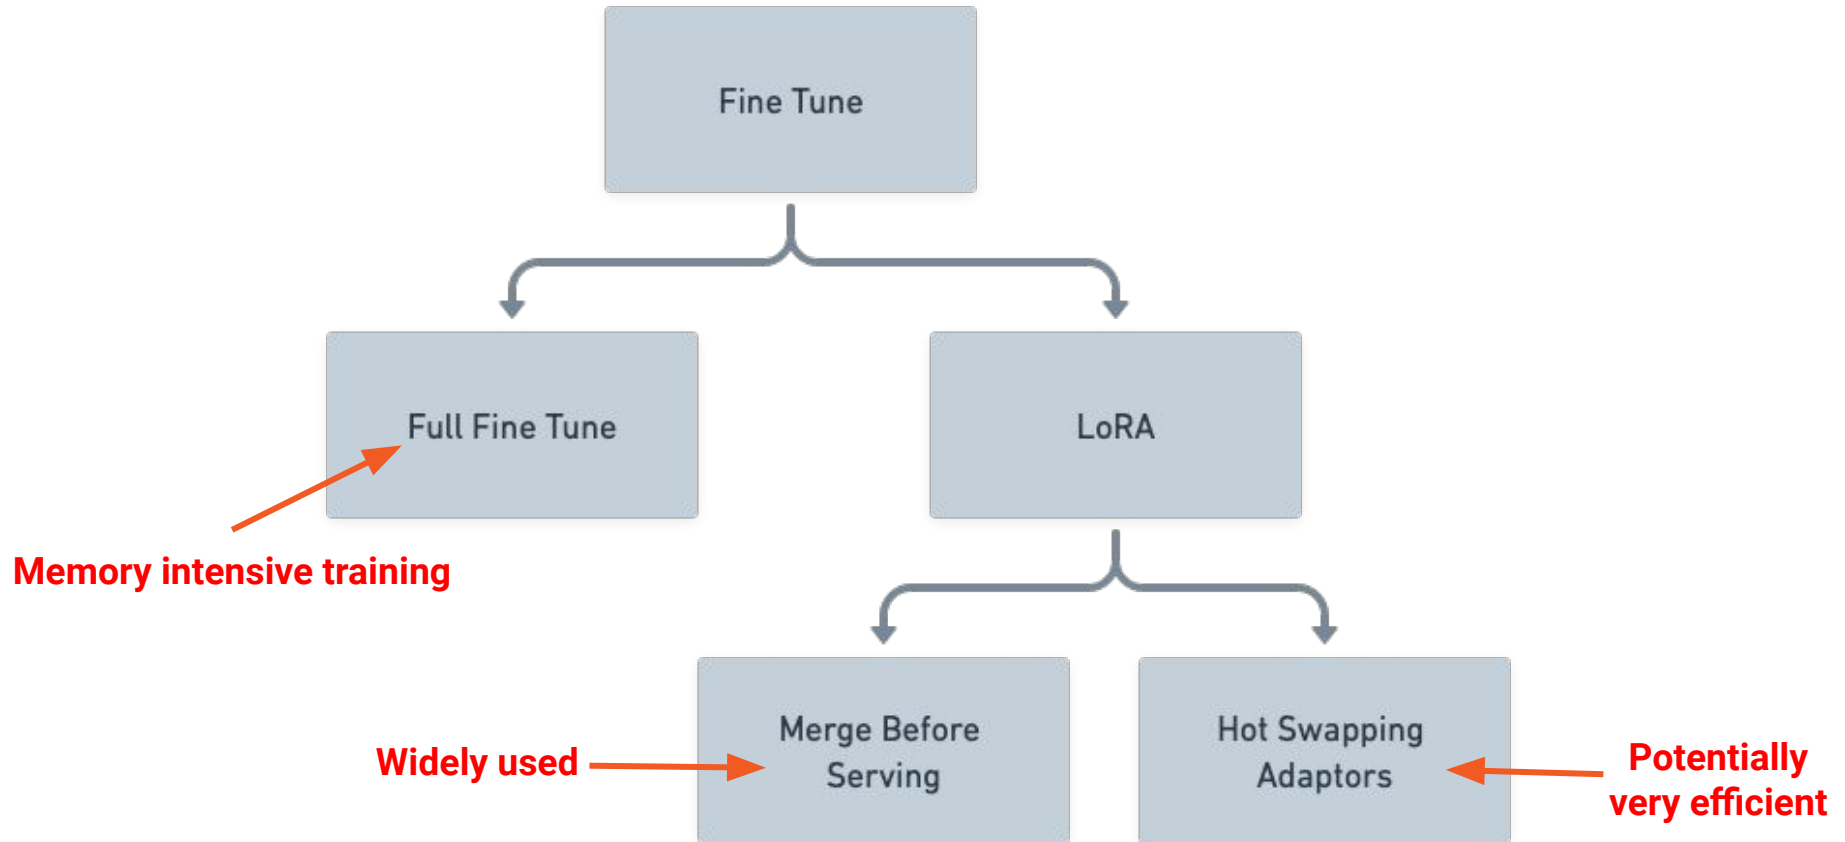 Fine Tune
Full Fine Tune
LoRA
Memory intensive training
Merge Before
Serving
Hot Swapping
Adaptors
Widely used
Potentially
very efficient